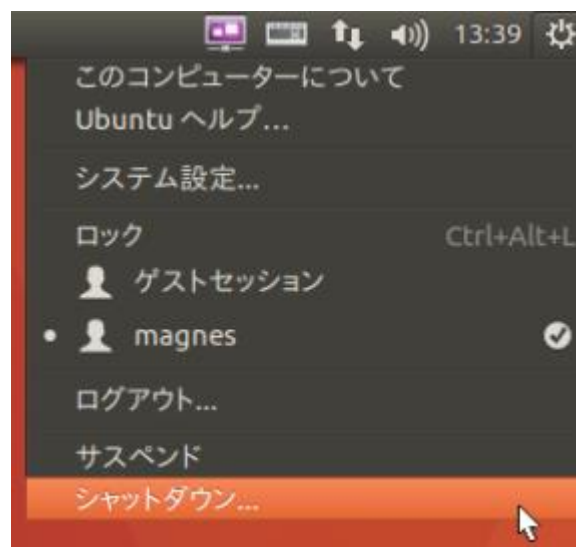 13:39
このコンピューターについて
Ubuntu ヘルプ...
システム設定...
ロック Ctrl+Alt+L
ゲストセッション
magnes
ログアウト...
サスペンド
シャットダウン...